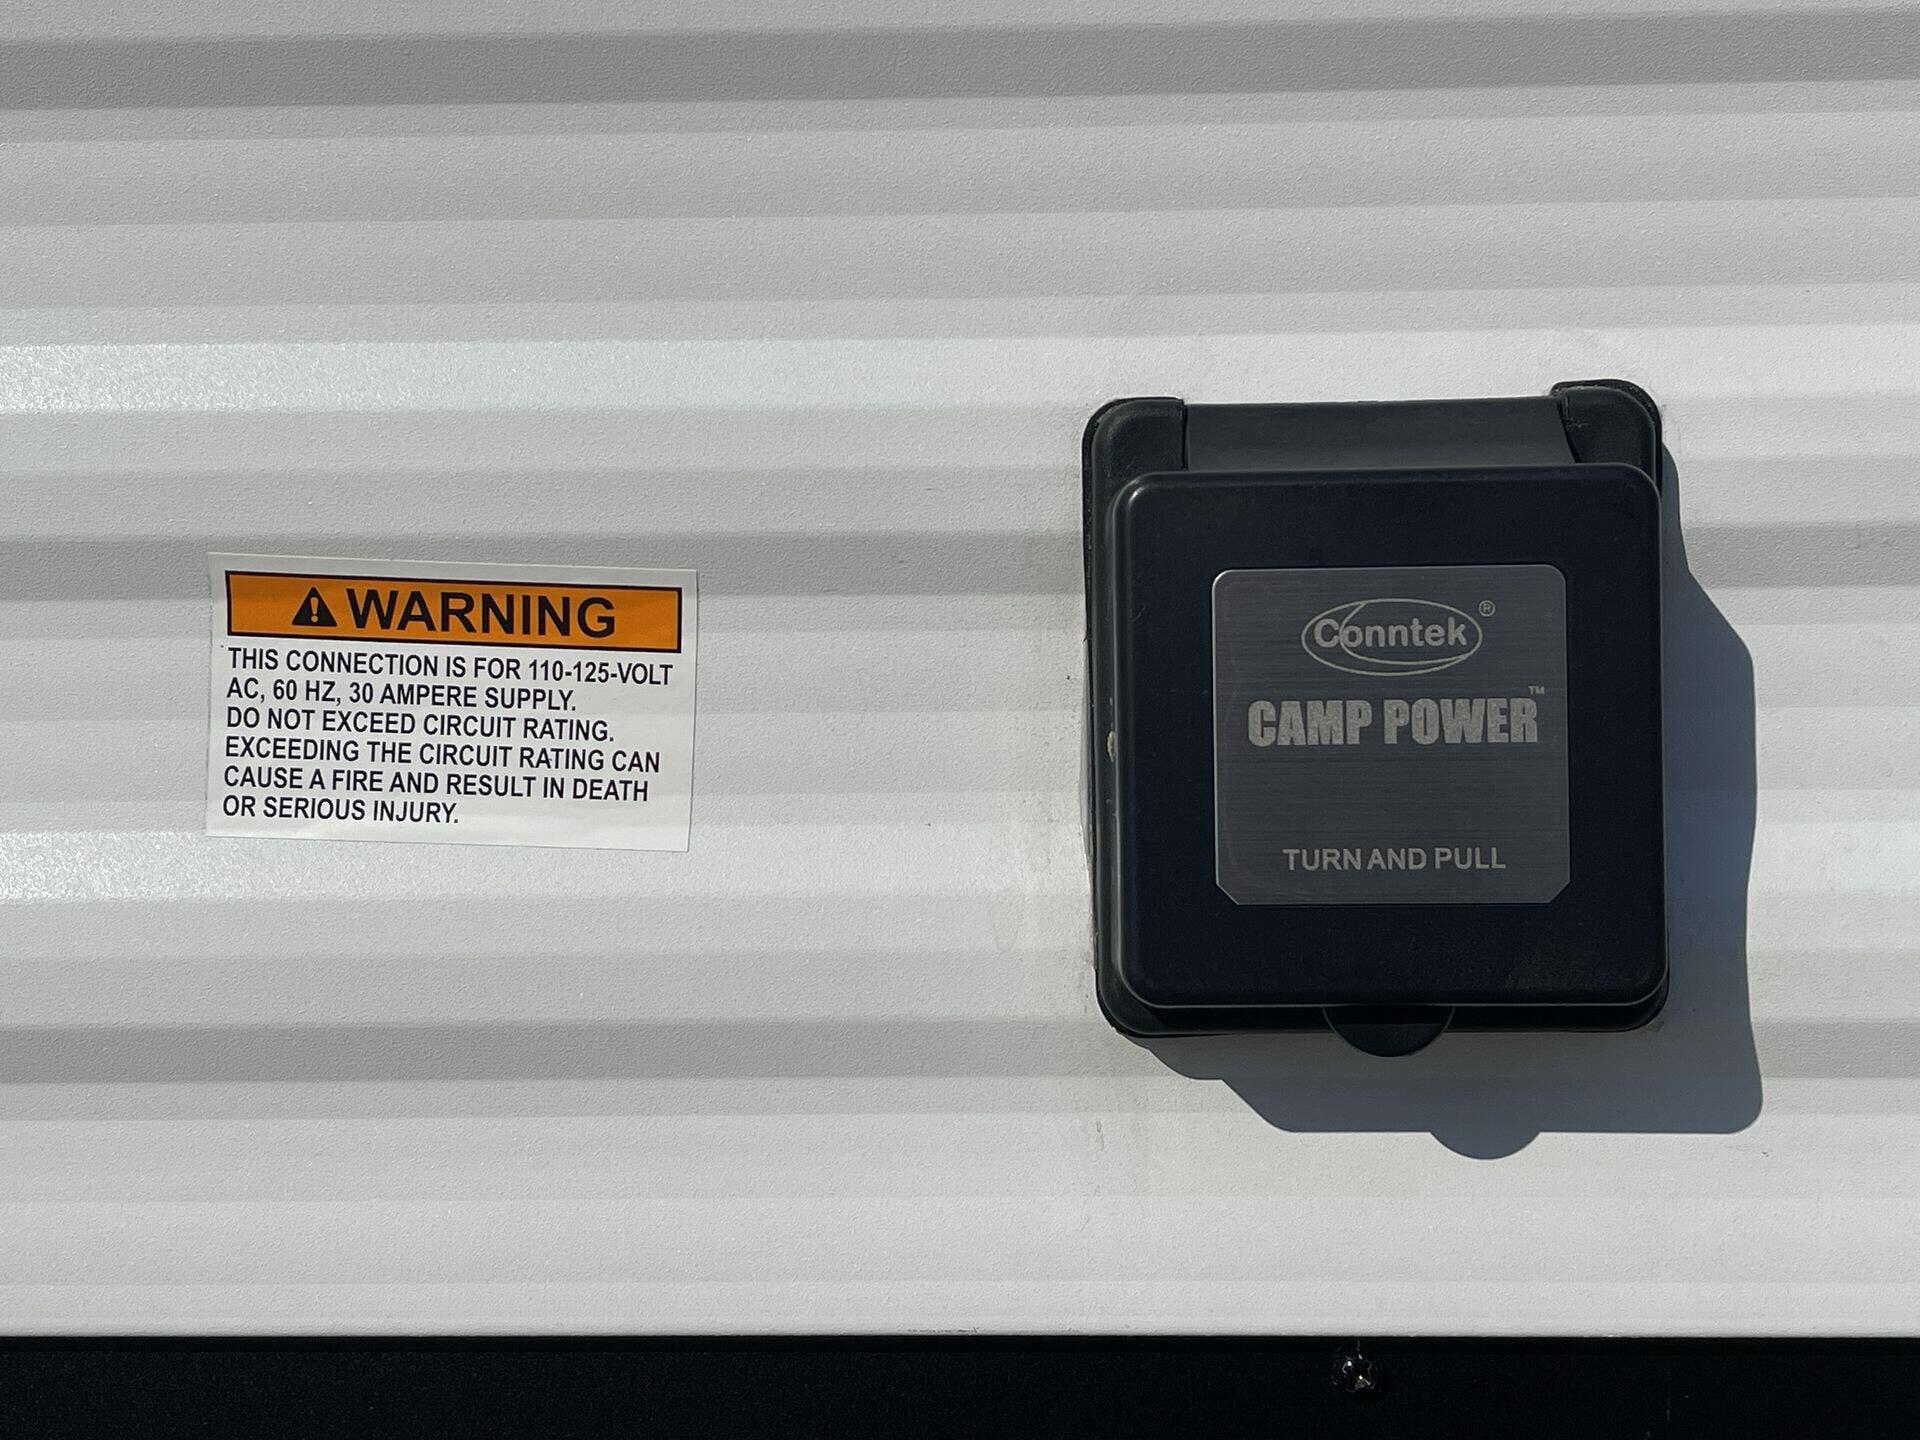 WARNING
THIS CONNECTION IS FOR 110-125-VOLT
AC, 60 HZ, 30 AMPERE SUPPLY.
DO NOT EXCEED CIRCUIT RATING.
EXCEEDING THE CIRCUIT RATING CAN
CAUSE A FIRE AND RESULT IN DEATH
OR SERIOUS INJURY.
Conntek®
CAMP POWER™
TURN AND PULL